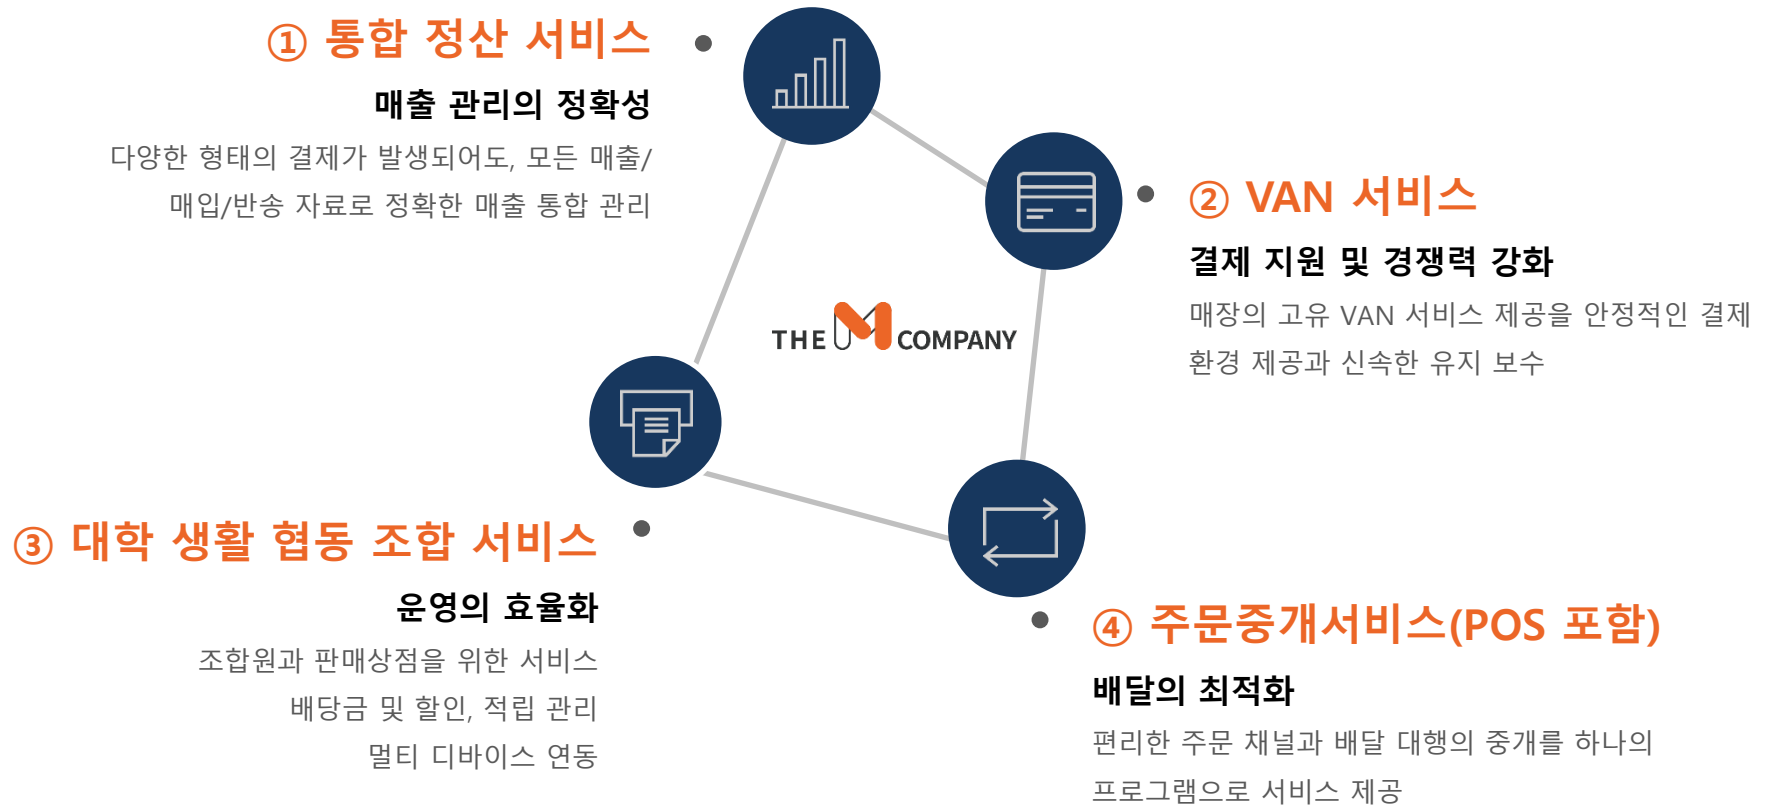 ① 통합 정산 서비스
매출 관리의 정확성
다양한 형태의 결제가 발생되어도, 모든 매출/
매입/반송 자료로 정확한 매출 통합 관리
② VAN 서비스
결제 지원 및 경쟁력 강화
매장의 고유 VAN 서비스 제공을 안정적인 결제
환경 제공과 신속한 유지 보수
THE M COMPANY
③ 대학 생활 협동 조합 서비스
운영의 효율화
조합원과 판매상점을 위한 서비스
배당금 및 할인, 적립 관리
멀티 디바이스 연동
④ 주문중개서비스(POS 포함)
배달의 최적화
편리한 주문 채널과 배달 대행의 중개를 하나의
프로그램으로 서비스 제공